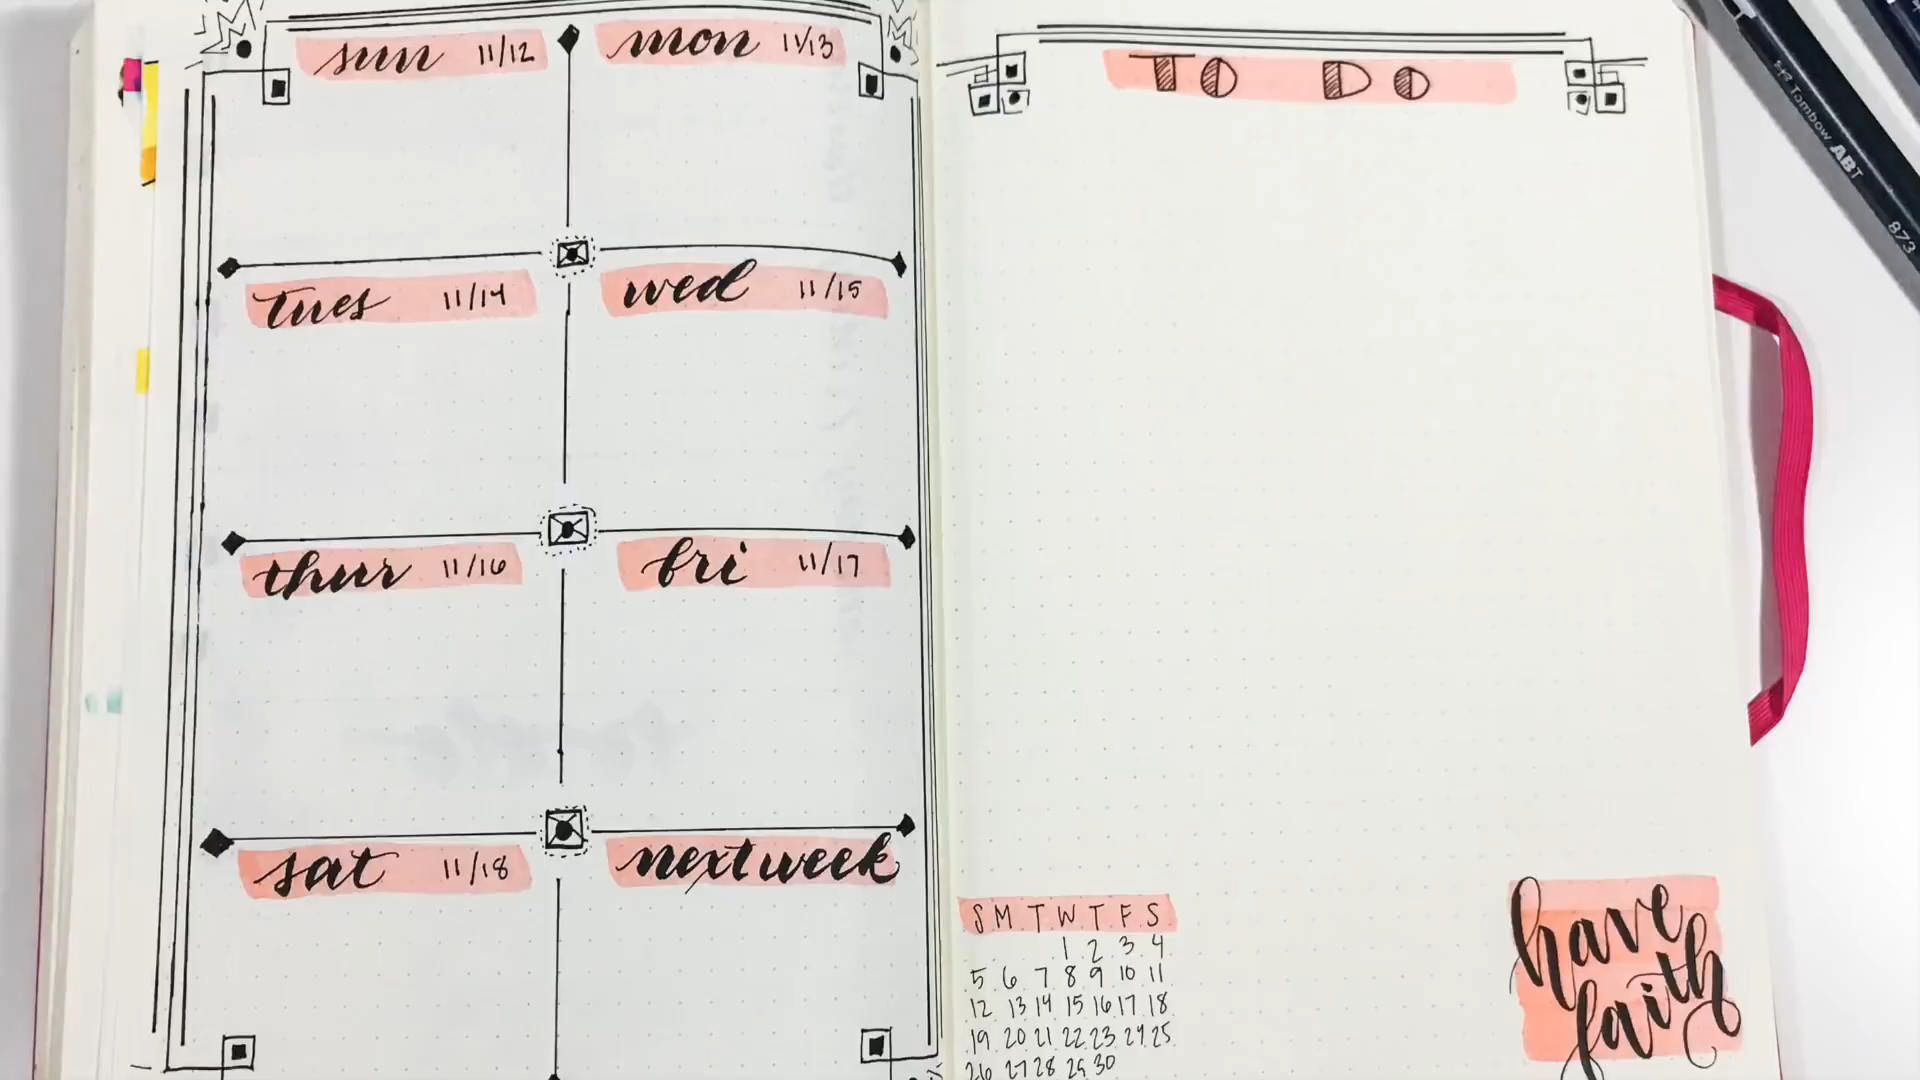 sun 11/12
mon 11/13
tues 11/14
wed 11/15
thur 11/16
fri 11/17
sat 11/18
next week
TO DO
S M T W T F S
1 2 3 4
5 6 7 8 9 10 11
12 13 14 15 16 17 18
19 20 21 22 23 24 25
26 27 28 29 30
have
faith
Tombow ABT
873